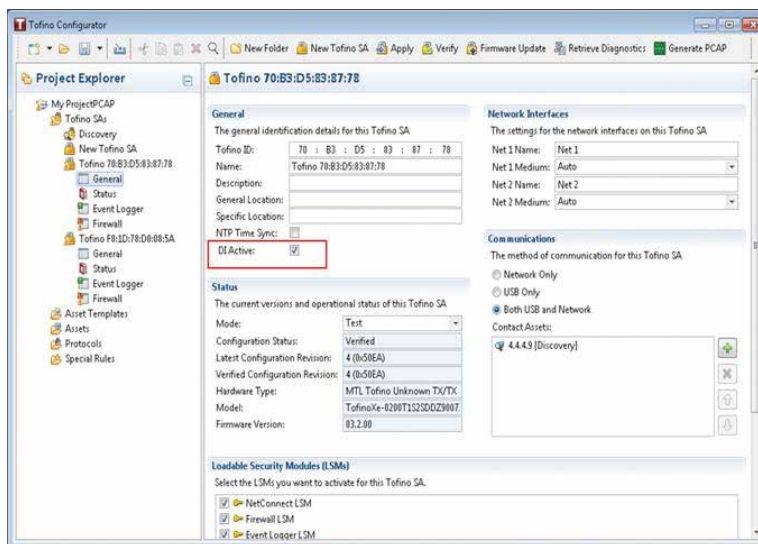 Tofino Configurator
New Folder New Tofino SA Apply Verify Firmware Update Retrieve Diagnostics Generate PCAP
Project Explorer
My ProjectPCAP
Tofino SAs
Discovery
New Tofino SA
Tofino 70:B3:D5:83:87:78
General
Status
Event Logger
Firewall
Tofino F8:1D:78:D0:08:5A
General
Status
Event Logger
Firewall
Asset Templates
Assets
Protocols
Special Rules
Tofino 70:B3:D5:83:87:78
General
The general identification details for this Tofino SA
Tofino ID: 70 : B3 : D5 : 83 : 87 : 78
Name: Tofino 70:B3:D5:83:87:78
Description:
General Location:
Specific Location:
NTP Time Sync:
DI Active:
Status
The current versions and operational status of this Tofino SA
Mode: Test
Configuration Status: Verified
Latest Configuration Revision: 4 (0x50EA)
Verified Configuration Revision: 4 (0x50EA)
Hardware Type: MTL Tofino Unknown TX/TX
Model: TofinoXe-0200T1S2SDDZ9007.
Firmware Version: 03.2.00
Network Interfaces
The settings for the network interfaces on this Tofino SA
Net 1 Name: Net 1
Net 1 Medium: Auto
Net 2 Name: Net 2
Net 2 Medium: Auto
Communications
The method of communication for this Tofino SA
Network Only
USB Only
Both USB and Network
Contact Assets:
4.4.4.9 [Discovery]
Loadable Security Modules (LSMs)
Select the LSMs you want to activate for this Tofino SA.
NetConnect LSM
Firewall LSM
Event Logger LSM